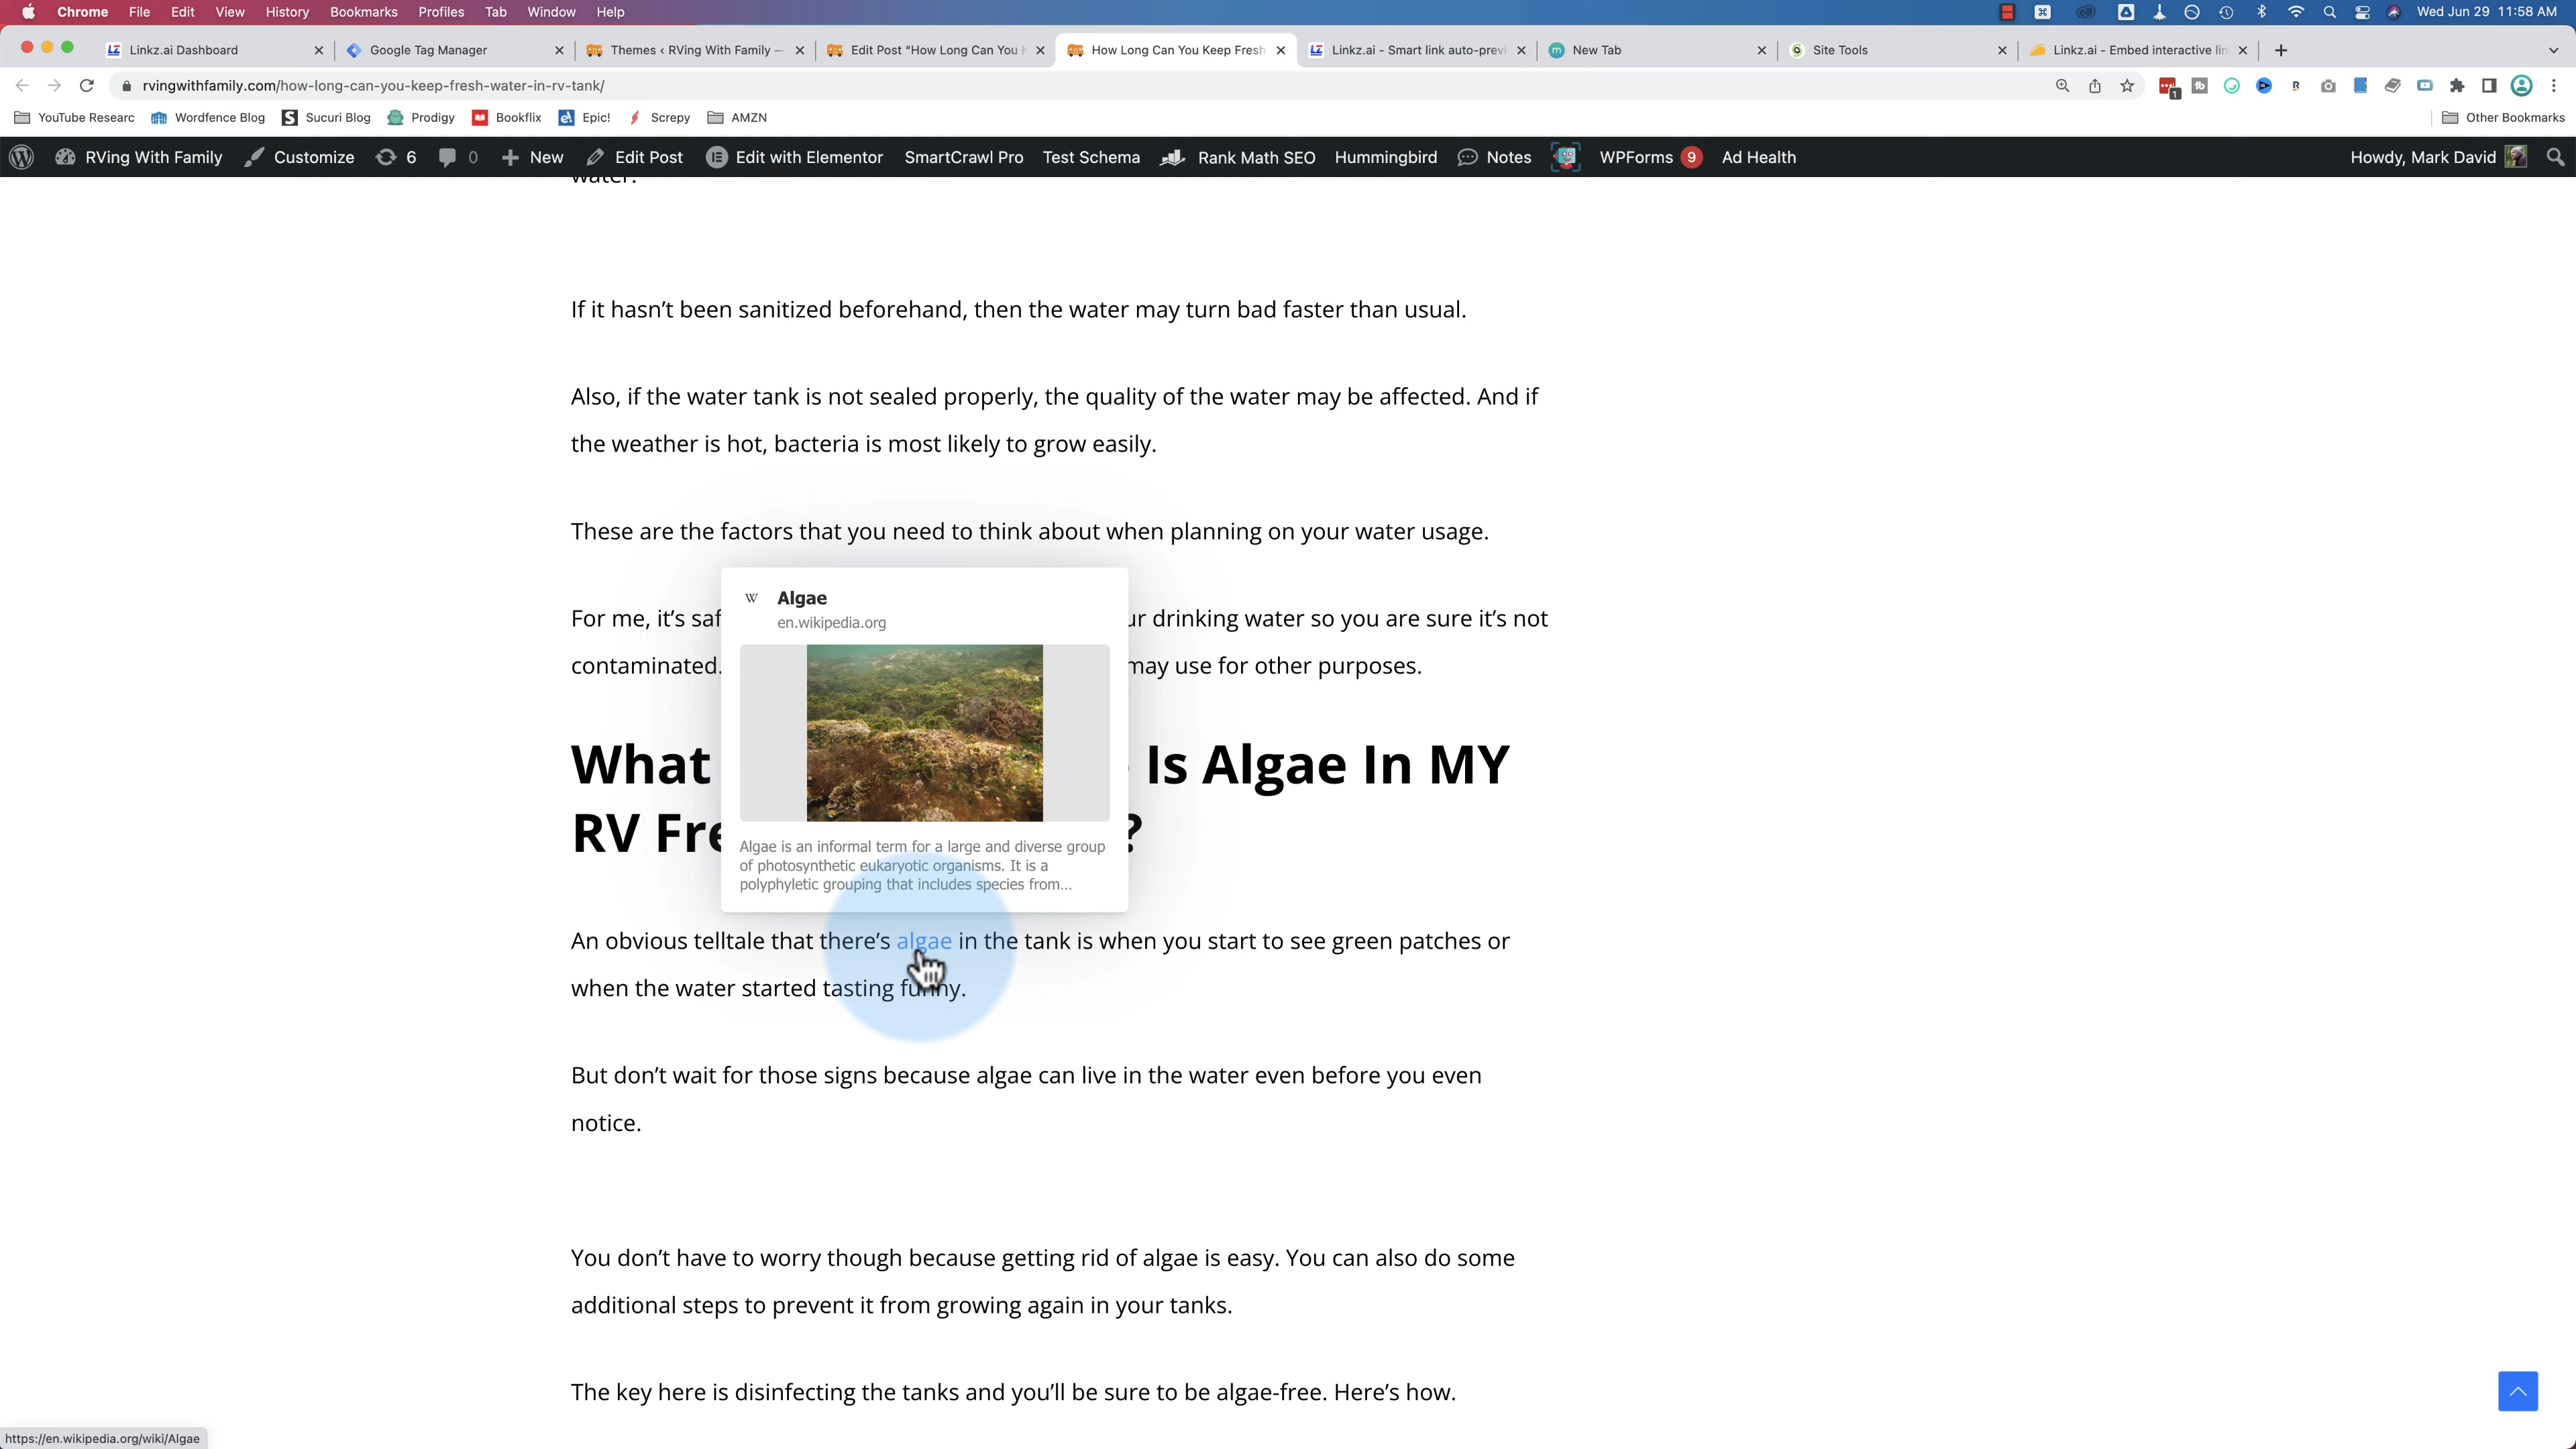 Chrome File Edit View History Bookmarks Profiles Tab Window Help Wed Jun 29 11:58 AM
Linkz.ai Dashboard Google Tag Manager Themes ‹ RVing With Family — Edit Post "How Long Can You K How Long Can You Keep Fresh Linkz.ai - Smart link auto-previ New Tab Site Tools Linkz.ai - Embed interactive lin
rvingwithfamily.com/how-long-can-you-keep-fresh-water-in-rv-tank/
YouTube Researc Wordfence Blog Sucuri Blog Prodigy Bookflix Epic! Screpy AMZN Other Bookmarks
RVing With Family Customize 6 0 New Edit Post Edit with Elementor SmartCrawl Pro Test Schema Rank Math SEO Hummingbird Notes WPForms 9 Ad Health Howdy, Mark David
water.
If it hasn't been sanitized beforehand, then the water may turn bad faster than usual.
Also, if the water tank is not sealed properly, the quality of the water may be affected. And if
the weather is hot, bacteria is most likely to grow easily.
These are the factors that you need to think about when planning on your water usage.
For me, it's saf ur drinking water so you are sure it's not
contaminated. may use for other purposes.
What Is Algae In MY
RV Fre ?
W Algae
en.wikipedia.org
Algae is an informal term for a large and diverse group
of photosynthetic eukaryotic organisms. It is a
polyphyletic grouping that includes species from...
An obvious telltale that there's algae in the tank is when you start to see green patches or
when the water started tasting funny.
But don't wait for those signs because algae can live in the water even before you even
notice.
You don't have to worry though because getting rid of algae is easy. You can also do some
additional steps to prevent it from growing again in your tanks.
The key here is disinfecting the tanks and you'll be sure to be algae-free. Here's how.
https://en.wikipedia.org/wiki/Algae